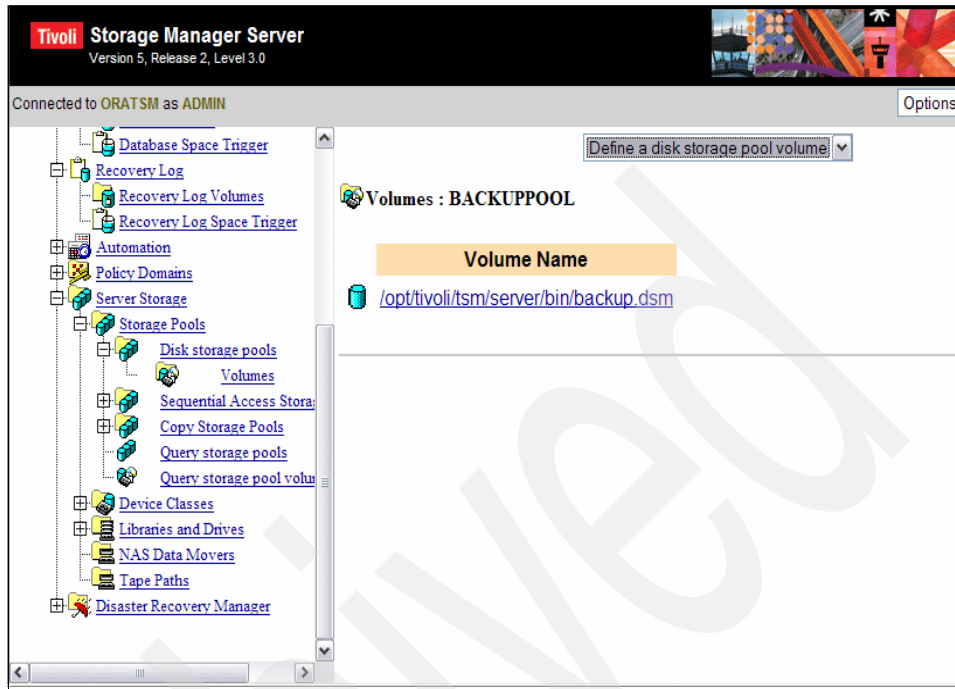 Tivoli Storage Manager Server
Version 5, Release 2, Level 3.0
Connected to ORATSM as ADMIN
Options
Database Space Trigger
Recovery Log
Recovery Log Volumes
Recovery Log Space Trigger
Automation
Policy Domains
Server Storage
Storage Pools
Disk storage pools
Volumes
Sequential Access Stora
Copy Storage Pools
Query storage pools
Query storage pool volu
Device Classes
Libraries and Drives
NAS Data Movers
Tape Paths
Disaster Recovery Manager
Define a disk storage pool volume
Volumes : BACKUPPOOL
Volume Name
/opt/tivoli/tsm/server/bin/backup.dsm